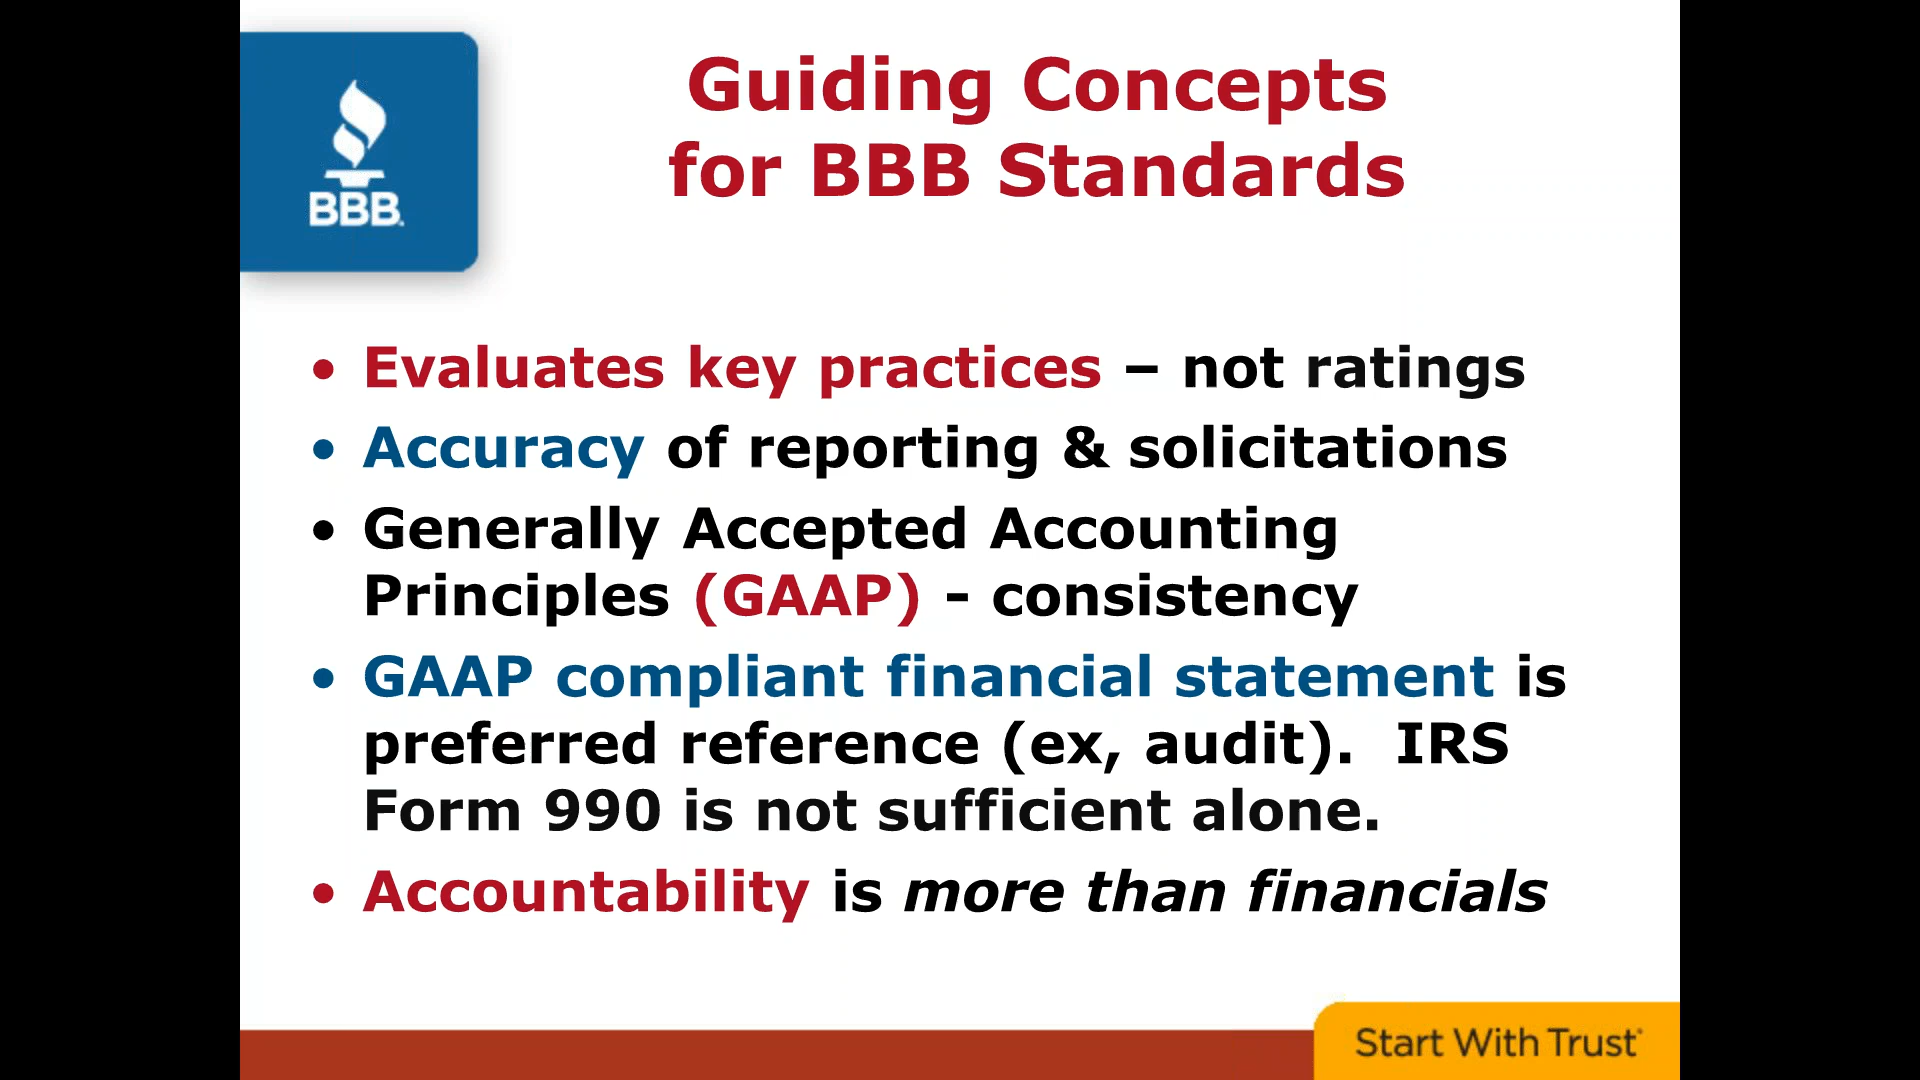 BBB.
Guiding Concepts
for BBB Standards
• Evaluates key practices – not ratings
• Accuracy of reporting & solicitations
• Generally Accepted Accounting
Principles (GAAP) - consistency
• GAAP compliant financial statement is
preferred reference (ex, audit). IRS
Form 990 is not sufficient alone.
• Accountability is more than financials
Start With Trust